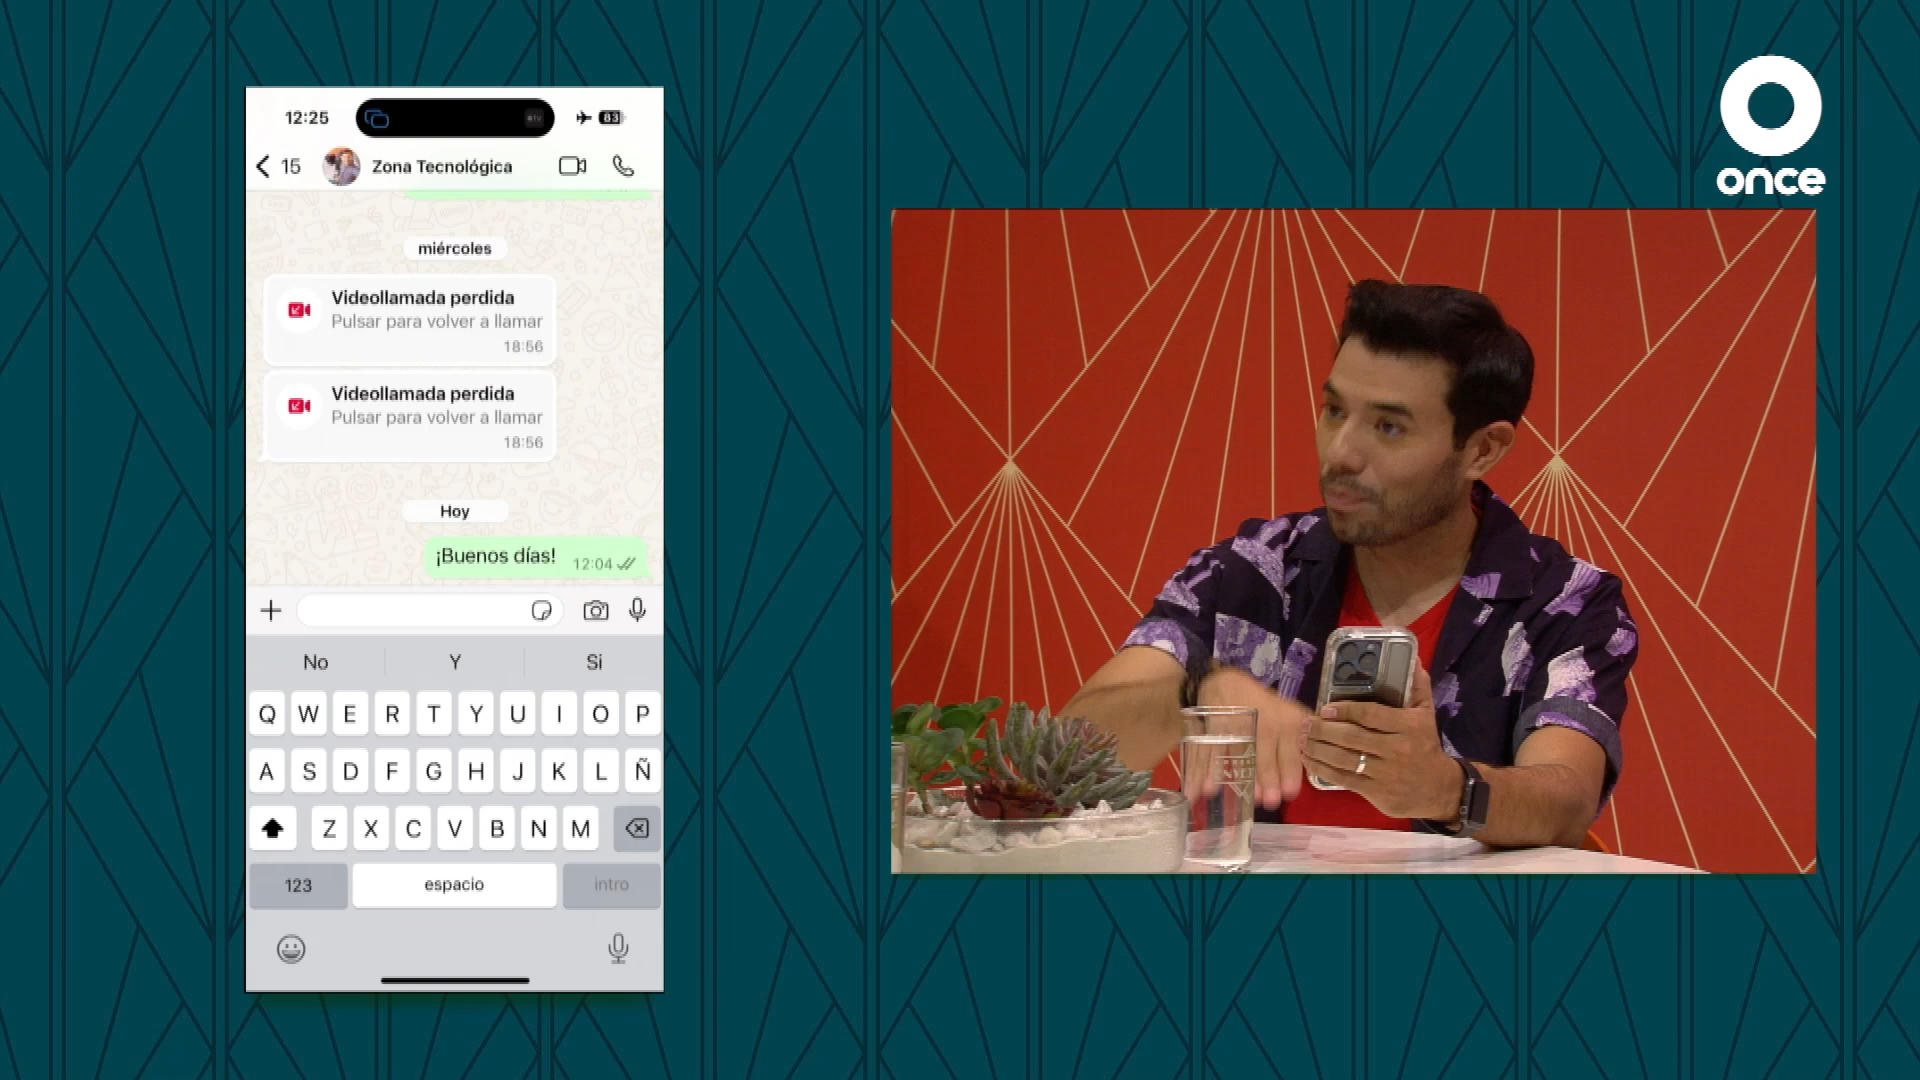 12:25
83
15
Zona Tecnológica
miércoles
Videollamada perdida
Pulsar para volver a llamar
18:56
Videollamada perdida
Pulsar para volver a llamar
18:56
Hoy
¡Buenos días!
12:04
No Y Si
Q W E R T Y U I O P
A S D F G H J K L Ñ
Z X C V B N M
123 espacio intro
once